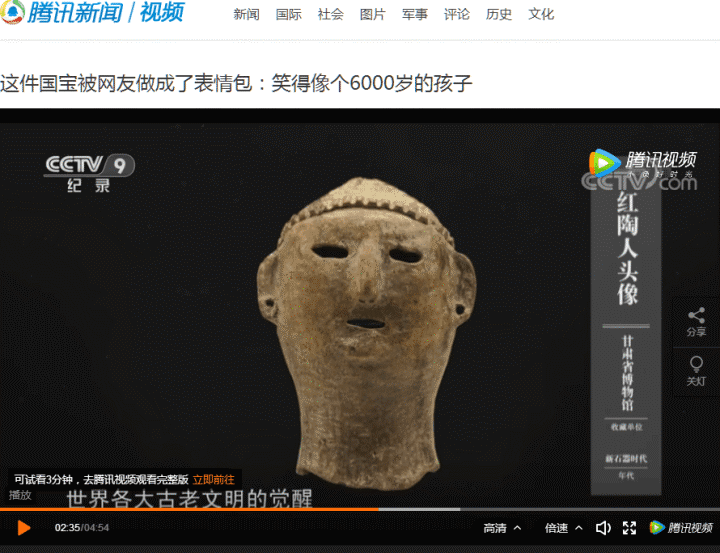 腾讯新闻 | 视频 新闻 国际 社会 图片 军事 评论 历史 文化
这件国宝被网友做成了表情包：笑得像个6000岁的孩子
CCTV 9
纪录
腾讯视频
不负好时光
CCTV.com
红陶人头像
甘肃省博物馆
收藏单位
新石器时代
年代
分享
关灯
可试看3分钟，去腾讯视频观看完整版 立即前往
播放
世界各大古老文明的觉醒
02:35/04:54 高清 倍速 腾讯视频